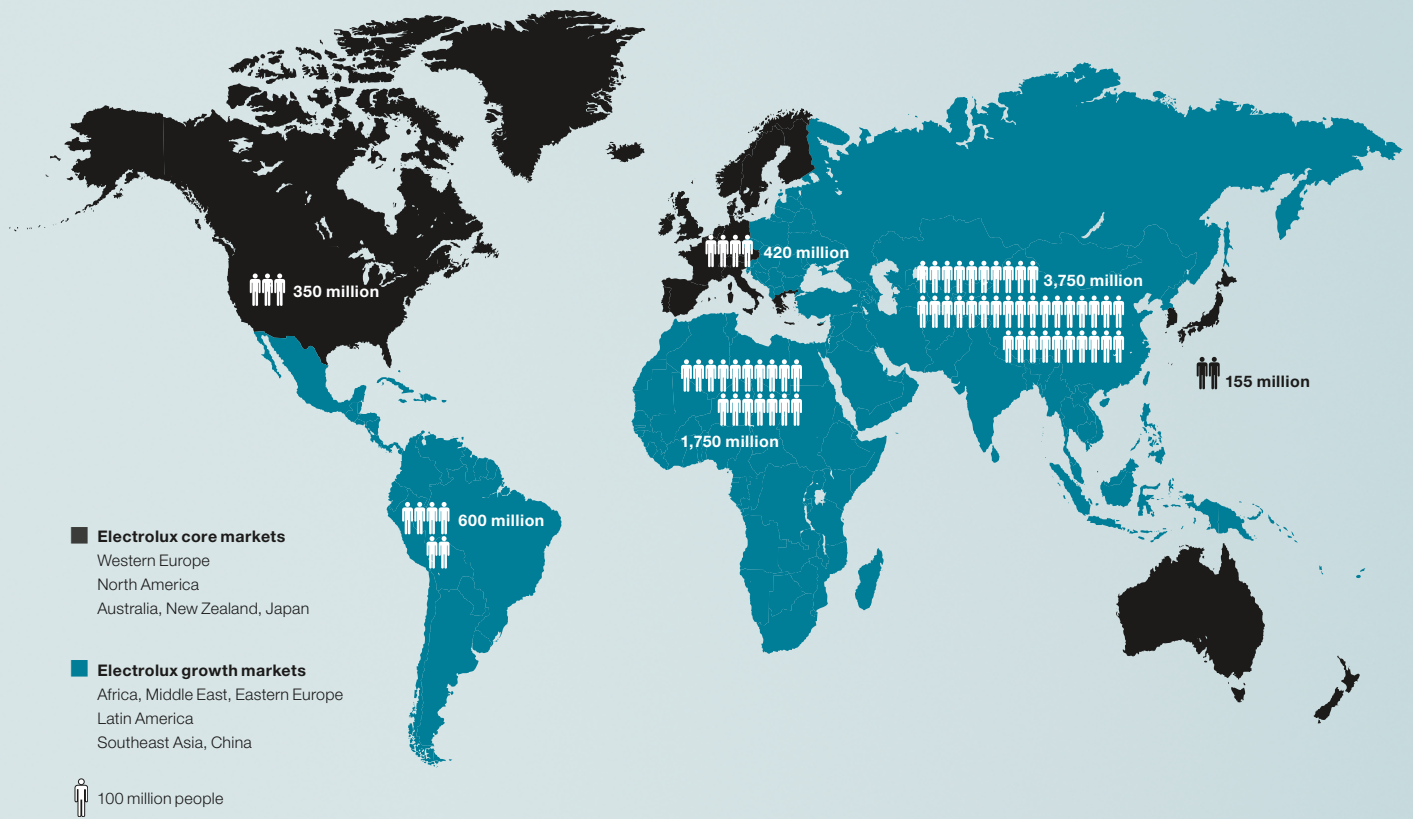 350 million
420 million
3,750 million
155 million
1,750 million
600 million
Electrolux core markets
Western Europe
North America
Australia, New Zealand, Japan
Electrolux growth markets
Africa, Middle East, Eastern Europe
Latin America
Southeast Asia, China
100 million people